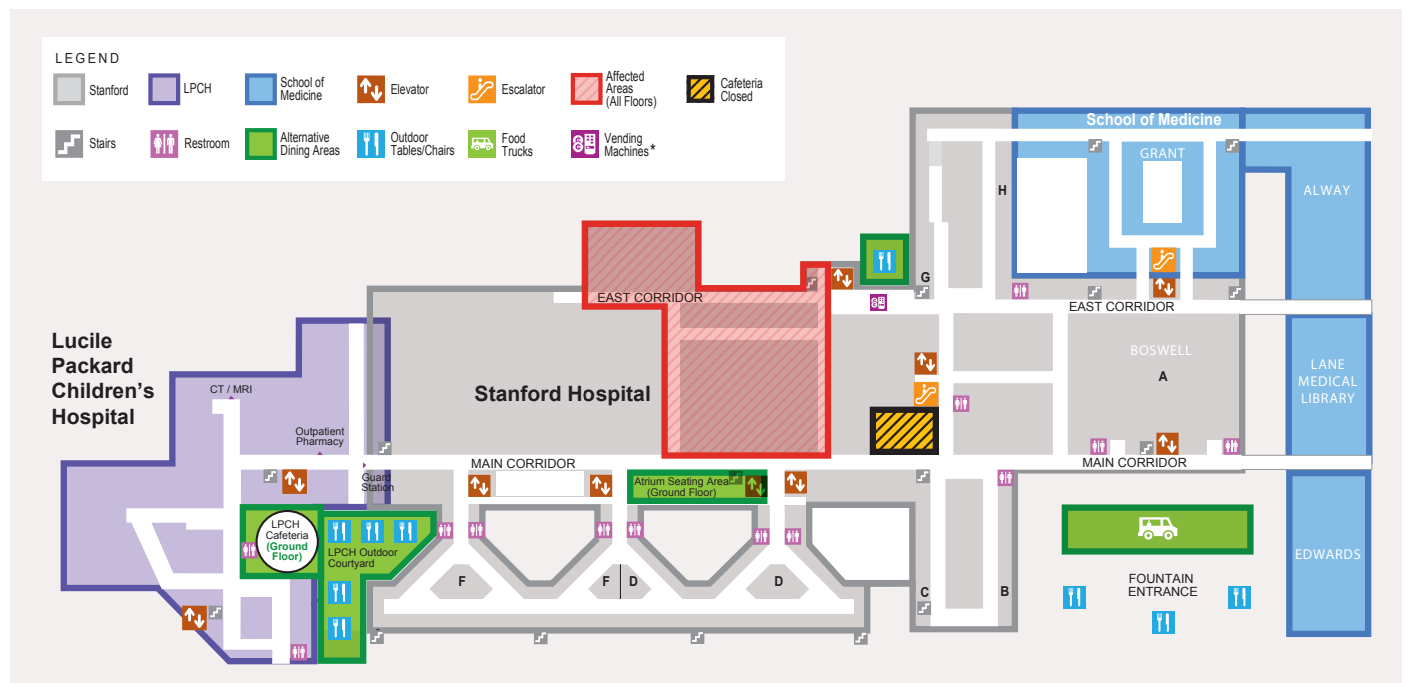 LEGEND
Stanford
LPCH
School of
Medicine
Elevator
Escalator
Affected
Areas
(All Floors)
Cafeteria
Closed
Stairs
Restroom
Alternative
Dining Areas
Outdoor
Tables/Chairs
Food
Trucks
Vending
Machines*
School of Medicine
GRANT
ALWAY
H
G
EAST CORRIDOR
EAST CORRIDOR
Lucile
Packard
Children's
Hospital
BOSWELL
A
LANE
MEDICAL
LIBRARY
CT / MRI
Stanford Hospital
Outpatient
Pharmacy
MAIN CORRIDOR
MAIN CORRIDOR
Guard
Station
Atrium Seating Area
(Ground Floor)
LPCH
Cafeteria
(Ground
Floor)
LPCH Outdoor
Courtyard
EDWARDS
F
F
D
D
C
B
FOUNTAIN
ENTRANCE